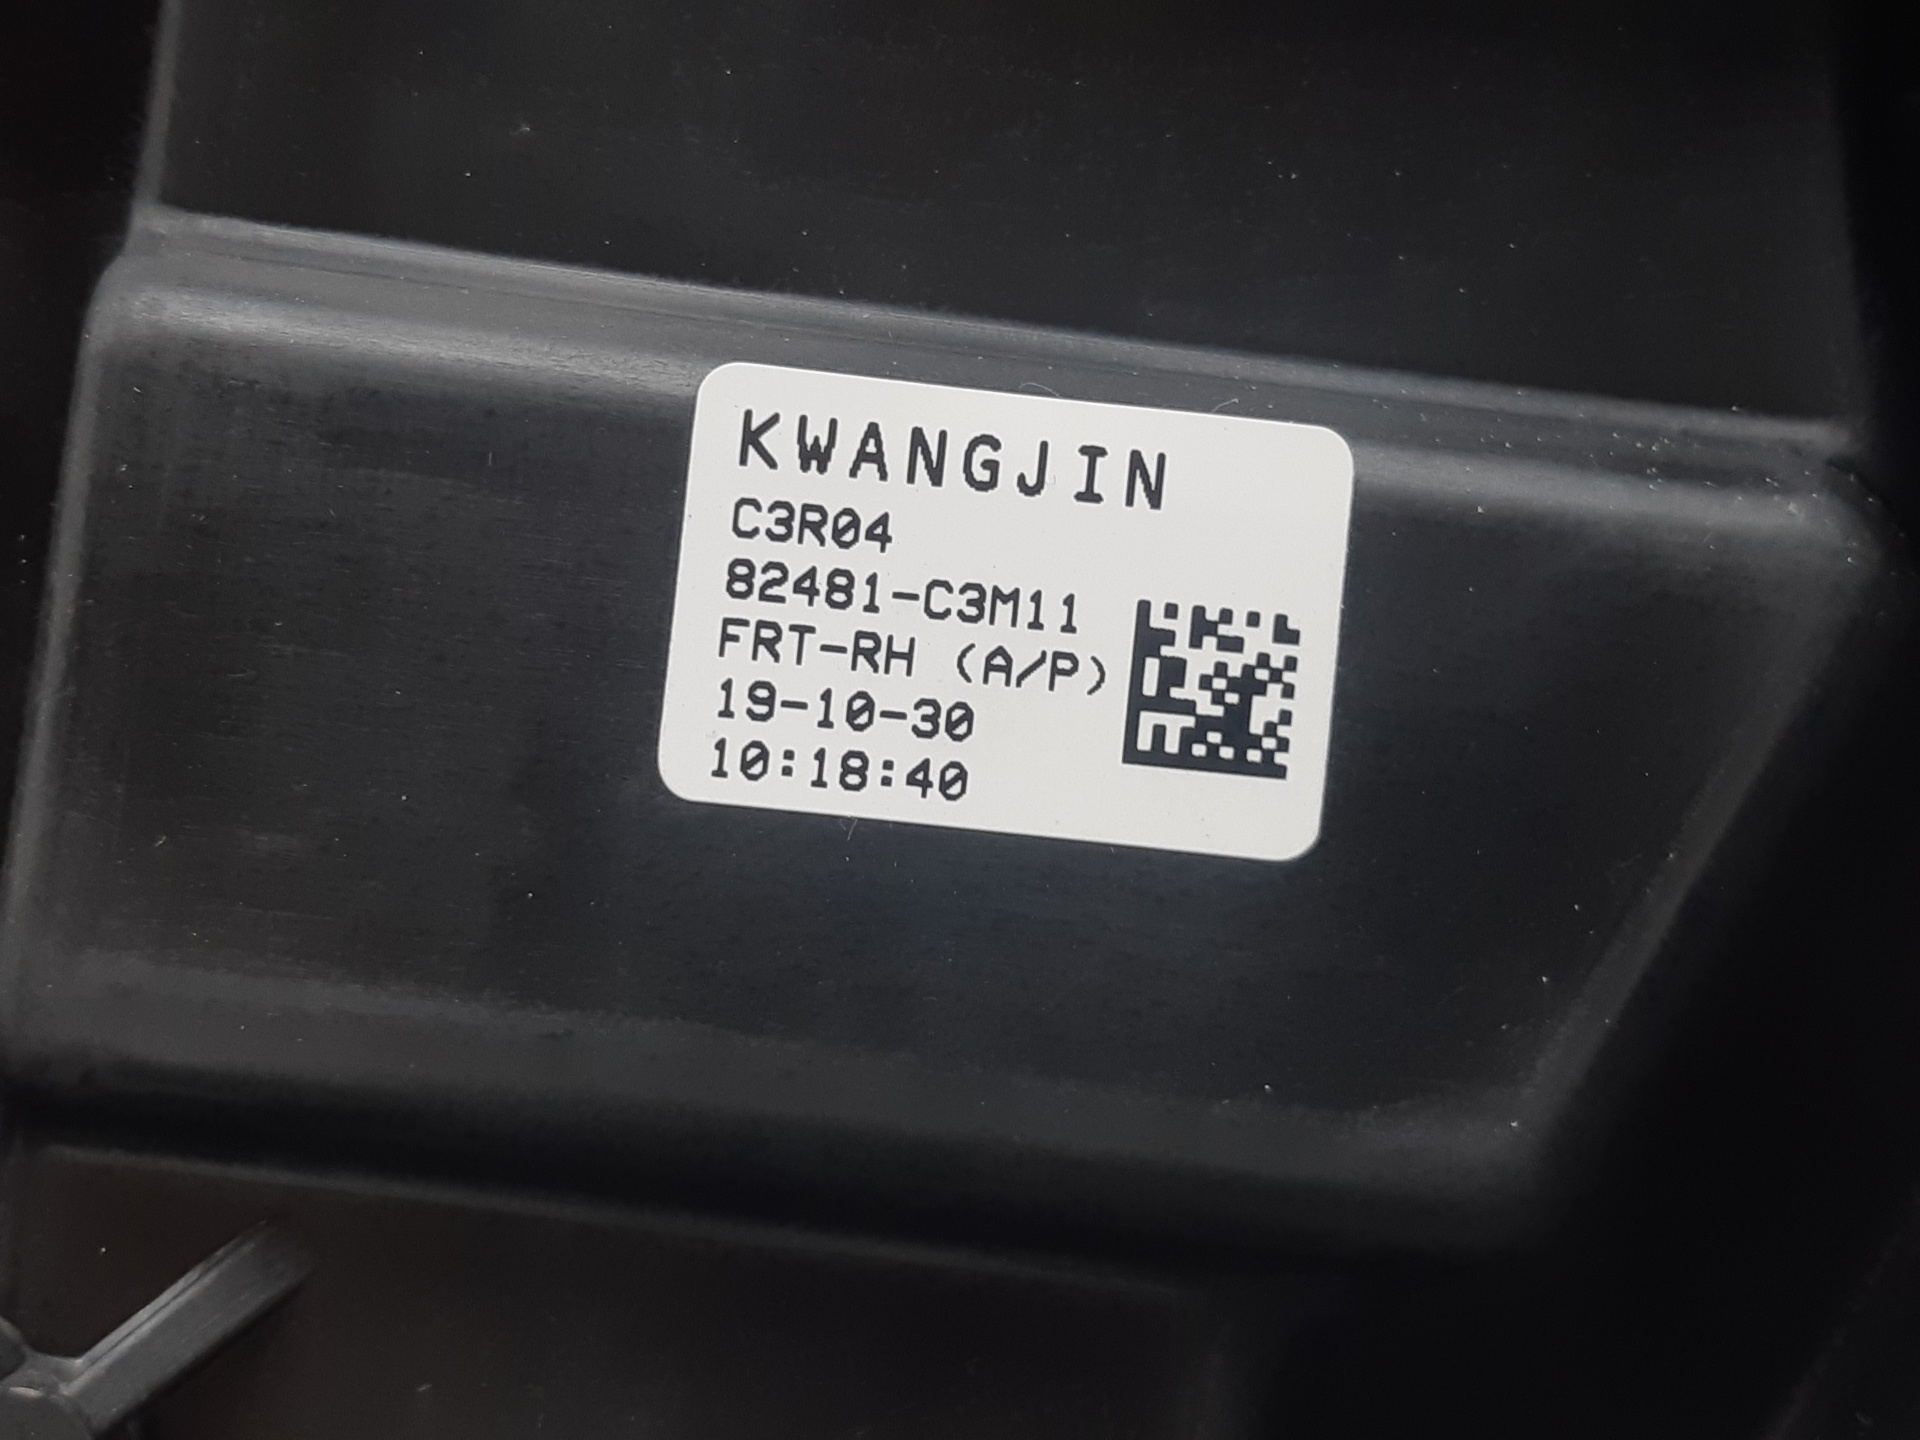 KWANGJIN
C3R04
82481-C3M11
FRT-RH (A/P)
19-10-30
10:18:40